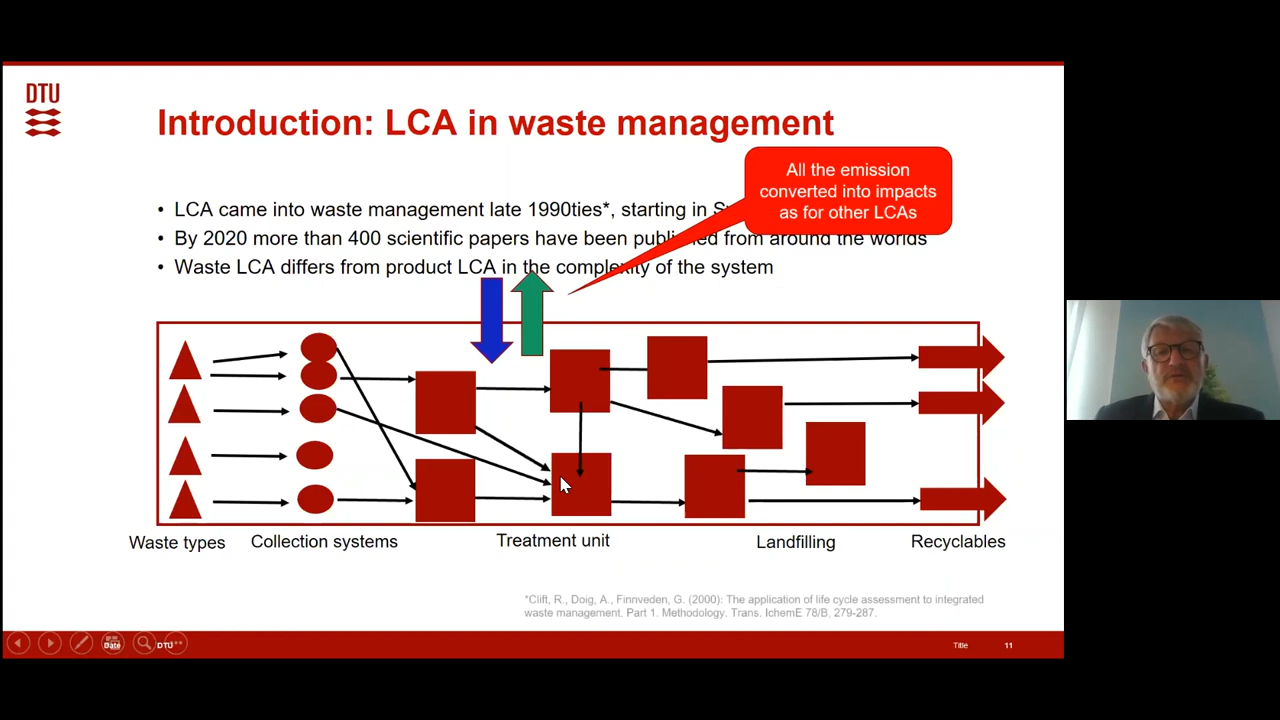 DTU
Introduction: LCA in waste management
All the emission
converted into impacts
as for other LCAs
• LCA came into waste management late 1990ties*, starting in
• By 2020 more than 400 scientific papers have been from around the worlds
• Waste LCA differs from product LCA in the complexity of the system
Waste types
Collection systems
Treatment unit
Landfilling
Recyclables
*Clift, R., Doig, A., Finnveden, G. (2000): The application of life cycle assessment to integrated
waste management. Part 1. Methodology. Trans. IchemE 78/B, 279-287.
Date
DTU
Title
11